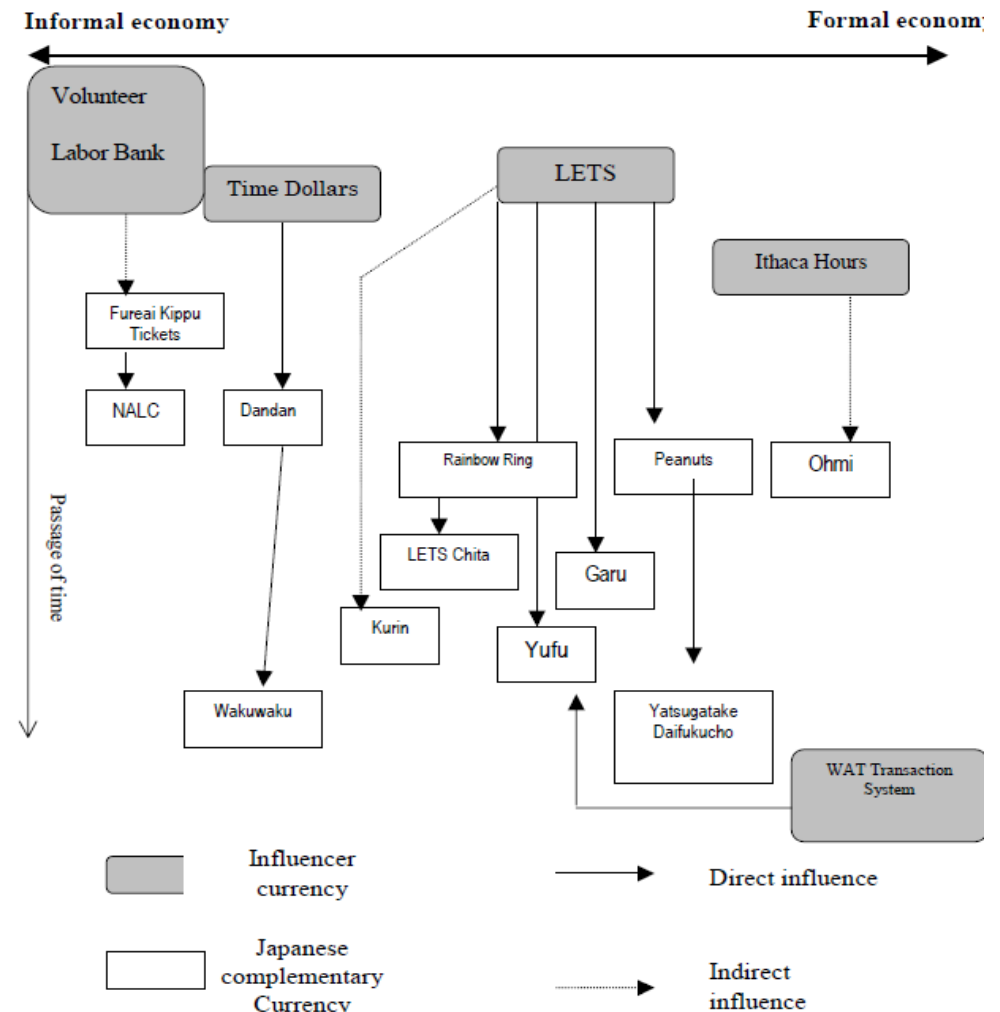 Informal economy
Formal economy
Volunteer
Labor Bank
Time Dollars
LETS
Ithaca Hours
Fureai Kippu
Tickets
NALC
Dandan
Rainbow Ring
Peanuts
Ohmi
LETS Chita
Garu
Kurin
Yufu
Passage of time
Wakuwaku
Yatsugatake
Daifukucho
WAT Transaction
System
Influencer
currency
Direct influence
Japanese
complementary
Currency
Indirect
influence